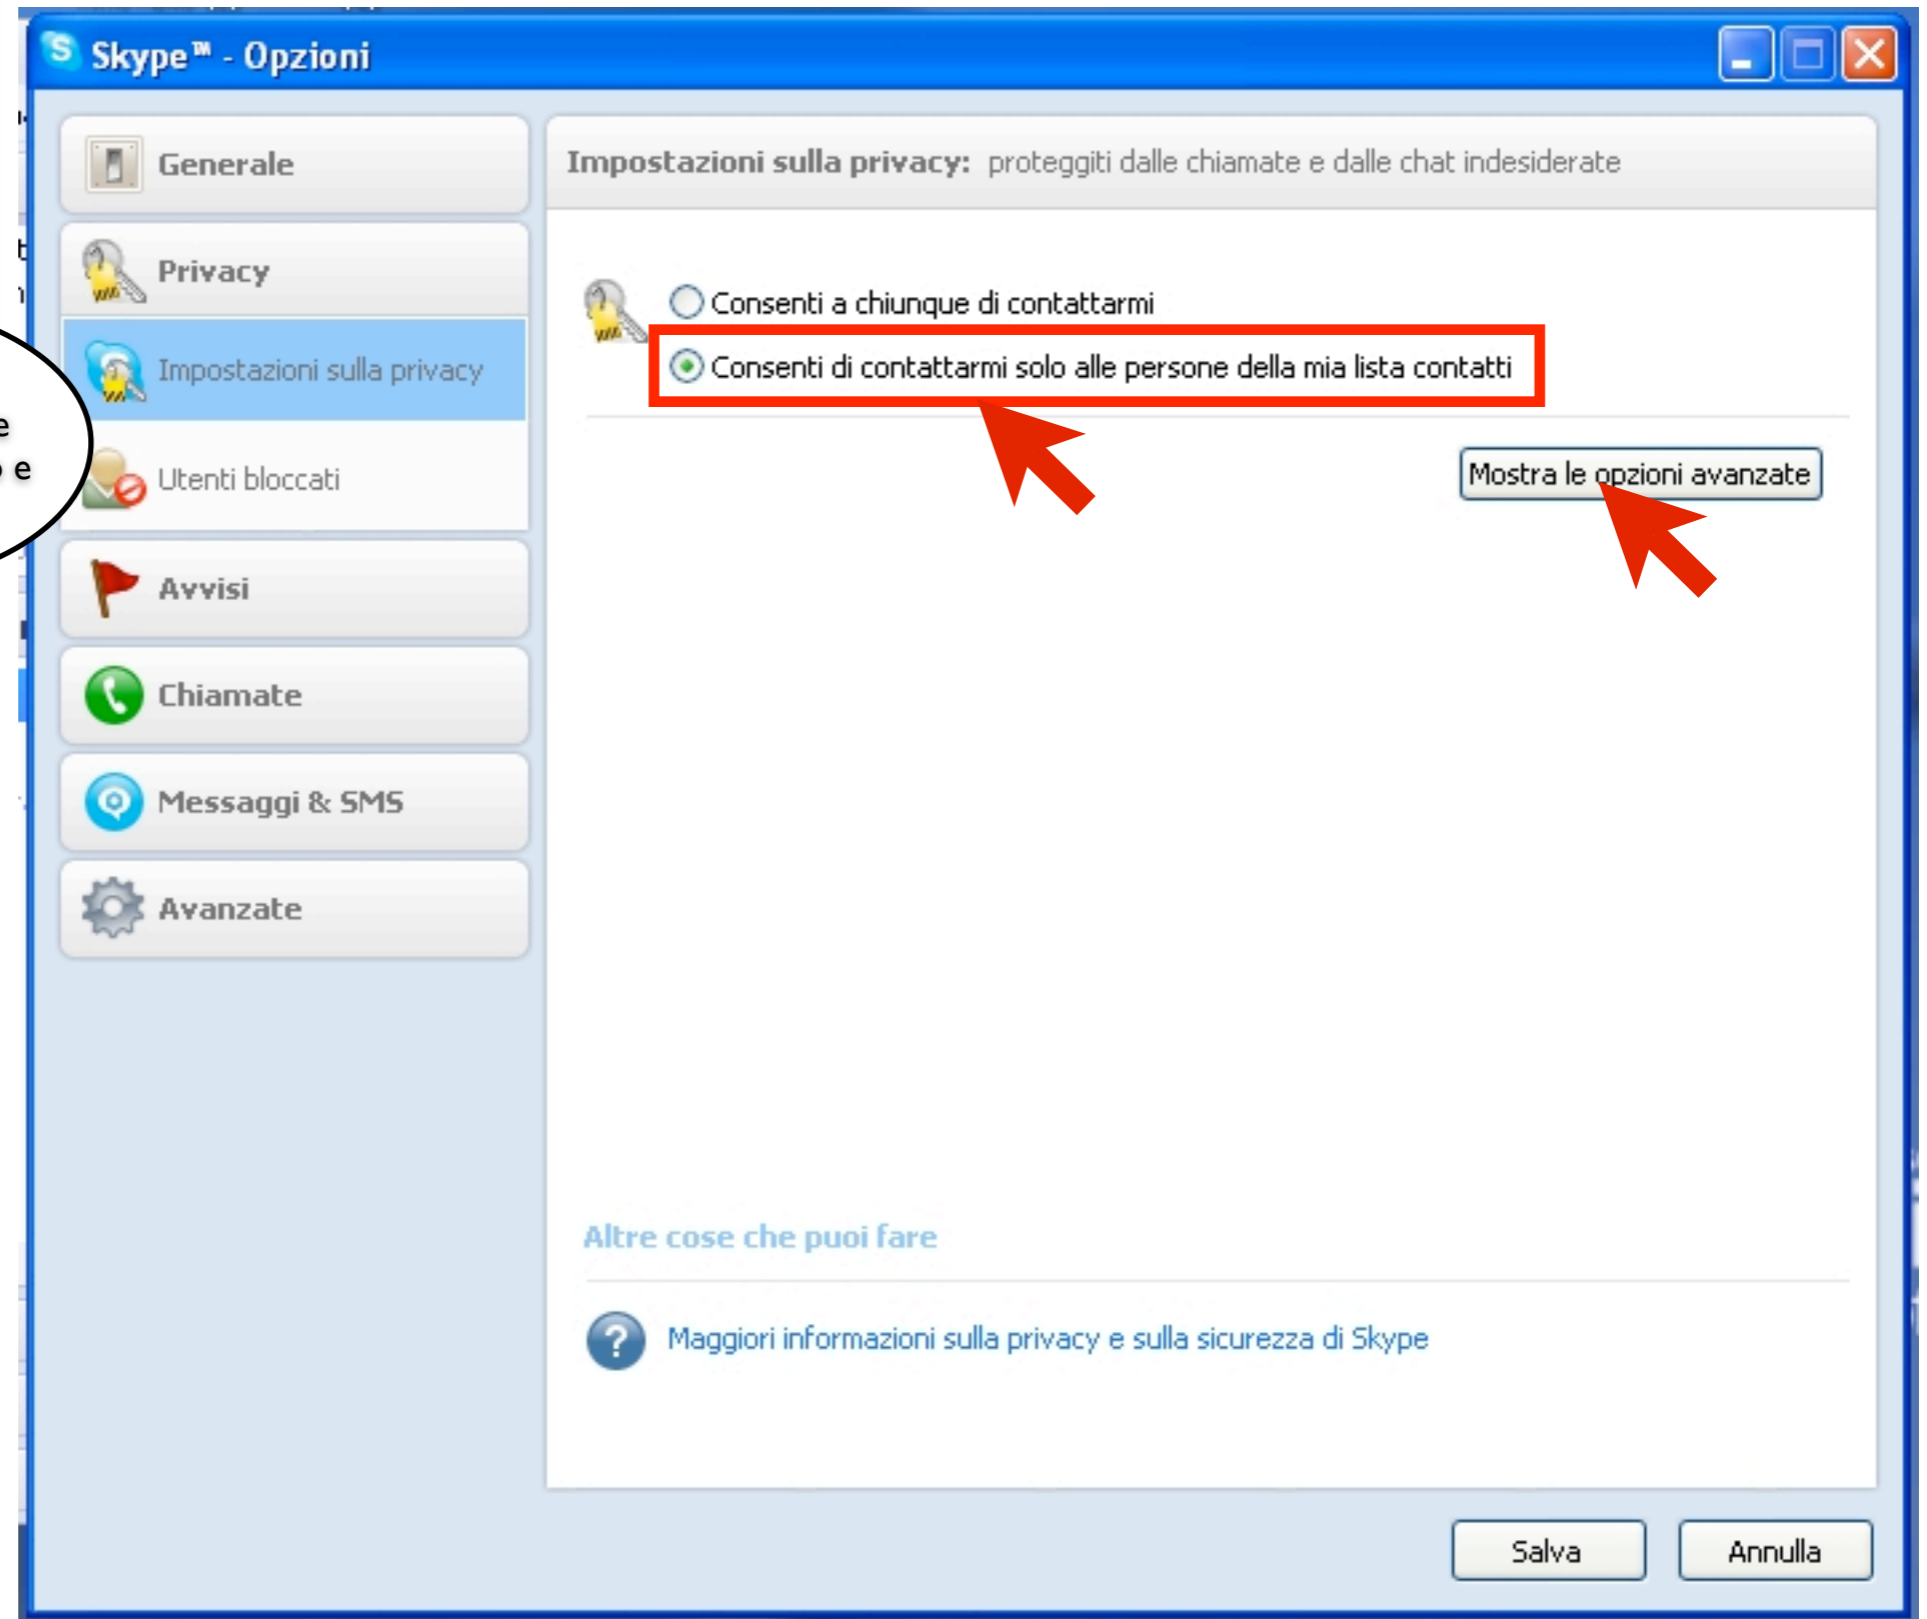 Skype™ - Opzioni
Generale
Privacy
Impostazioni sulla privacy
Utenti bloccati
Avvisi
Chiamate
Messaggi & SMS
Avanzate
Impostazioni sulla privacy: proteggiti dalle chiamate e dalle chat indesiderate
Consenti a chiunque di contattarmi
Consenti di contattarmi solo alle persone della mia lista contatti
Mostra le opzioni avanzate
Altre cose che puoi fare
Maggiori informazioni sulla privacy e sulla sicurezza di Skype
Salva
Annulla